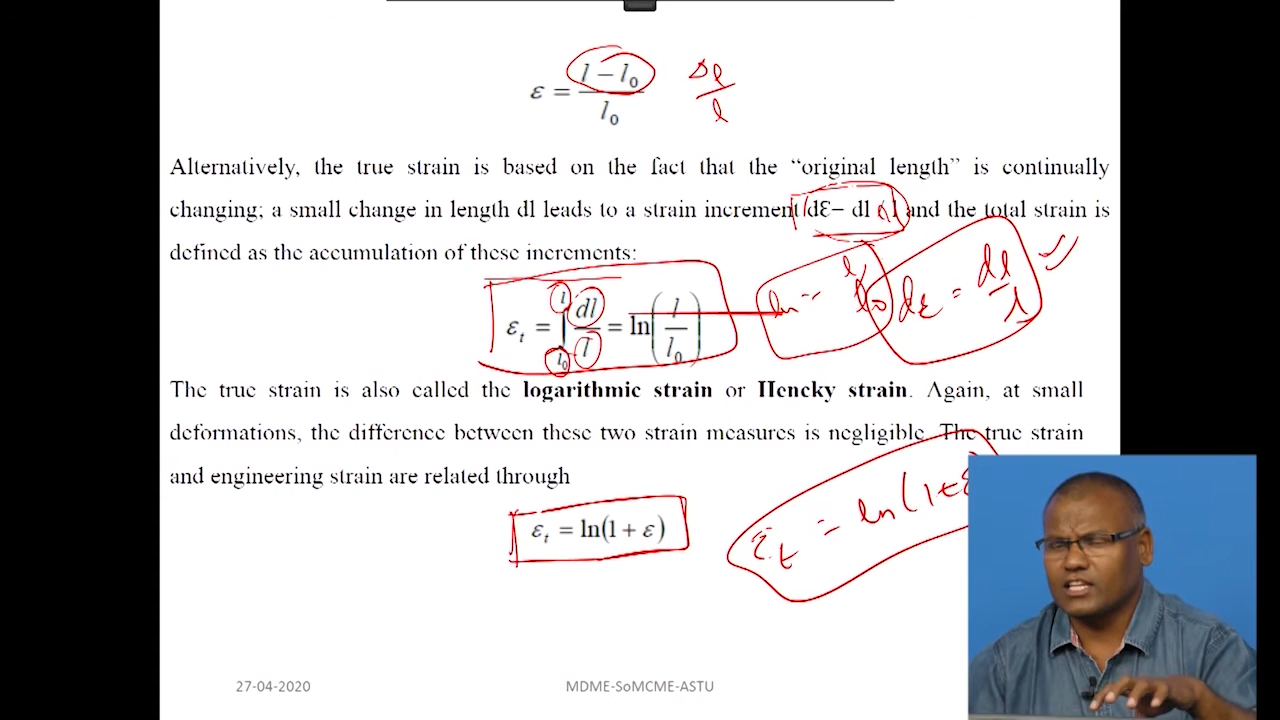 ε = (l − l₀) / l₀
Δl / l
Alternatively, the true strain is based on the fact that the “original length” is continually
changing; a small change in length dl leads to a strain increment dƐ− dl l and the total strain is
defined as the accumulation of these increments:
εₜ = ∫ₗ₀ˡ dl / l = ln(l / l₀)
ln = l / l₀
dε = dl / l
The true strain is also called the logarithmic strain or Hencky strain. Again, at small
deformations, the difference between these two strain measures is negligible. The true strain
and engineering strain are related through
εₜ = ln(1 + ε)
εₜ = ln(1+ε
27-04-2020
MDME-SoMCME-ASTU